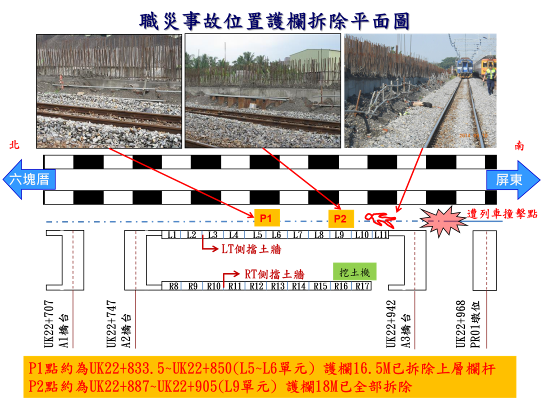 職災事故位置護欄拆除平面圖
北
南
六塊厝
屏東
P1
P2
遭列車撞擊點
L1 L2 L3 L4 L5 L6 L7 L8 L9 L10 L11
LT側擋土牆
RT側擋土牆
挖土機
R8 R9 R10 R11 R12 R13 R14 R15 R16 R17
UK22+707
A1橋台
UK22+747
A2橋台
UK22+942
A3橋台
UK22+968
PR01墩位
P1點約為UK22+833.5~UK22+850(L5~L6單元) 護欄16.5M已拆除上層欄杆
P2點約為UK22+887~UK22+905(L9單元) 護欄18M已全部拆除